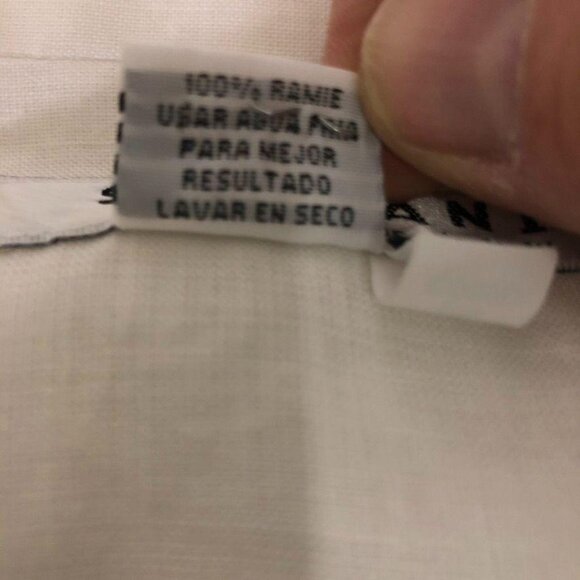 100% RAMIE
USAR AGUA FRIA
PARA MEJOR
RESULTADO
LAVAR EN SECO